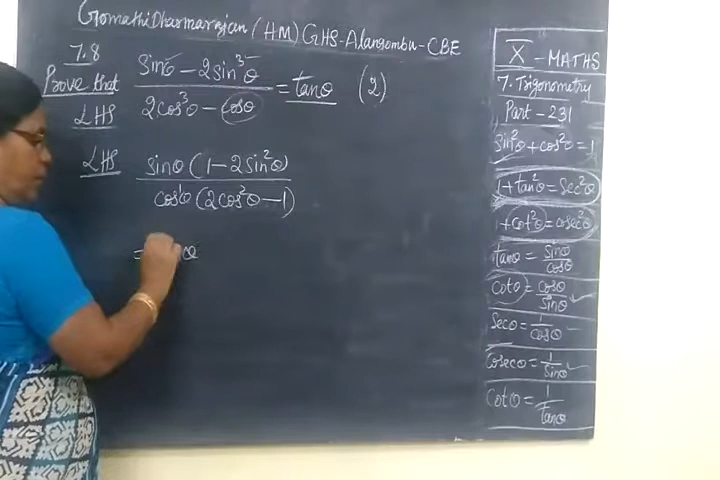 Gomathi Dharmarajan (HM) GHS-Alangombu-CBE
7.8
Prove that sinθ - 2sin³θ / 2cos³θ - cosθ = tanθ (2)
LHS
LHS sinθ (1 - 2sin²θ) / cosθ (2cos²θ - 1)
= θ
X - MATHS
7. Trigonometry
Part - 231
sin²θ + cos²θ = 1
1 + tan²θ = sec²θ
1 + cot²θ = cosec²θ
tanθ = sinθ / cosθ
cotθ = cosθ / sinθ
secθ = 1 / cosθ
cosecθ = 1 / sinθ
cotθ = 1 / tanθ